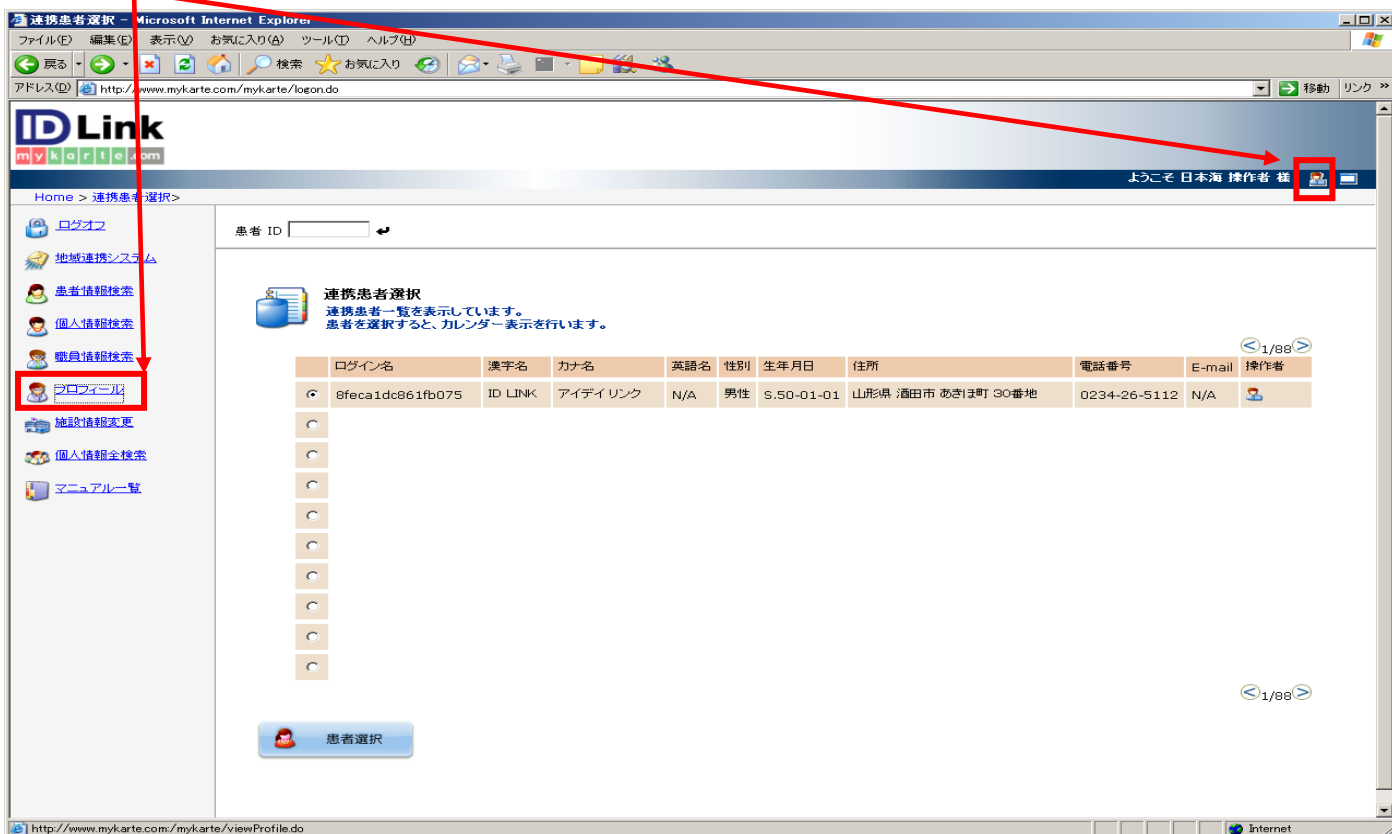 連携患者選択 - Microsoft Internet Explorer
ファイル(F) 編集(E) 表示(V) お気に入り(A) ツール(T) ヘルプ(H)
戻る 検索 お気に入り
アドレス(D) http://www.mykarte.com/mykarte/logon.do 移動 リンク »
ID Link
mykarte.com
ようこそ 日本海 操作者 様
Home > 連携患者選択>
ログオフ
地域連携システム
患者情報検索
個人情報検索
職員情報検索
プロフィール
施設情報変更
個人情報全検索
マニュアル一覧
患者 ID
連携患者選択
連携患者一覧を表示しています。
患者を選択すると、カレンダー表示を行います。
1/88
ログイン名 漢字名 カナ名 英語名 性別 生年月日 住所 電話番号 E-mail 操作者
8feca1dc861fb075 ID LINK アイデイ リンク N/A 男性 S.50-01-01 山形県 酒田市 あきほ町 30番地 0234-26-5112 N/A
1/88
患者選択
http://www.mykarte.com:/mykarte/viewProfile.do Internet